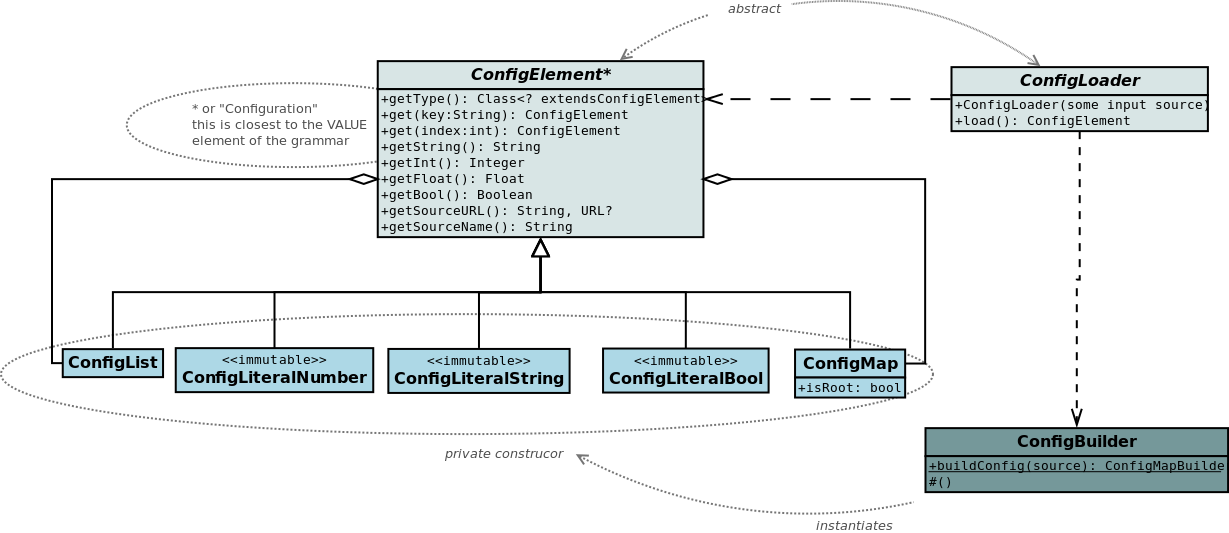 abstract
ConfigElement*
+getType(): Class<? extendsConfigElement>
+get(key:String): ConfigElement
+get(index:int): ConfigElement
+getString(): String
+getInt(): Integer
+getFloat(): Float
+getBool(): Boolean
+getSourceURL(): String, URL?
+getSourceName(): String
* or "Configuration"
this is closest to the VALUE
element of the grammar
ConfigLoader
+ConfigLoader(some input source)
+load(): ConfigElement
ConfigList
<<immutable>>
ConfigLiteralNumber
<<immutable>>
ConfigLiteralString
<<immutable>>
ConfigLiteralBool
ConfigMap
+isRoot: bool
private construcor
ConfigBuilder
+buildConfig(source): ConfigMapBuilde
#()
instantiates